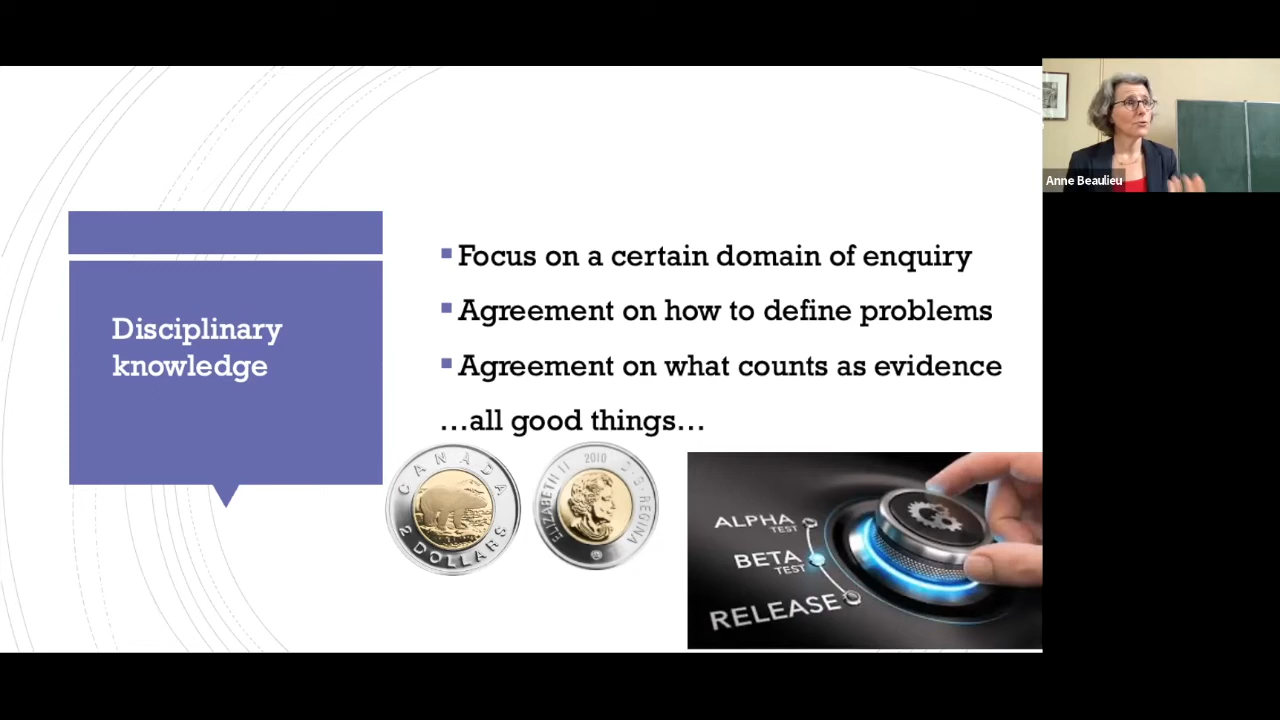 Disciplinary
knowledge
Focus on a certain domain of enquiry
Agreement on how to define problems
Agreement on what counts as evidence
…all good things…
CANADA
2 DOLLARS
ELIZABETH II
2010
D·G REGINA
ALPHA
TEST
BETA
TEST
RELEASE
Anne Beaulieu